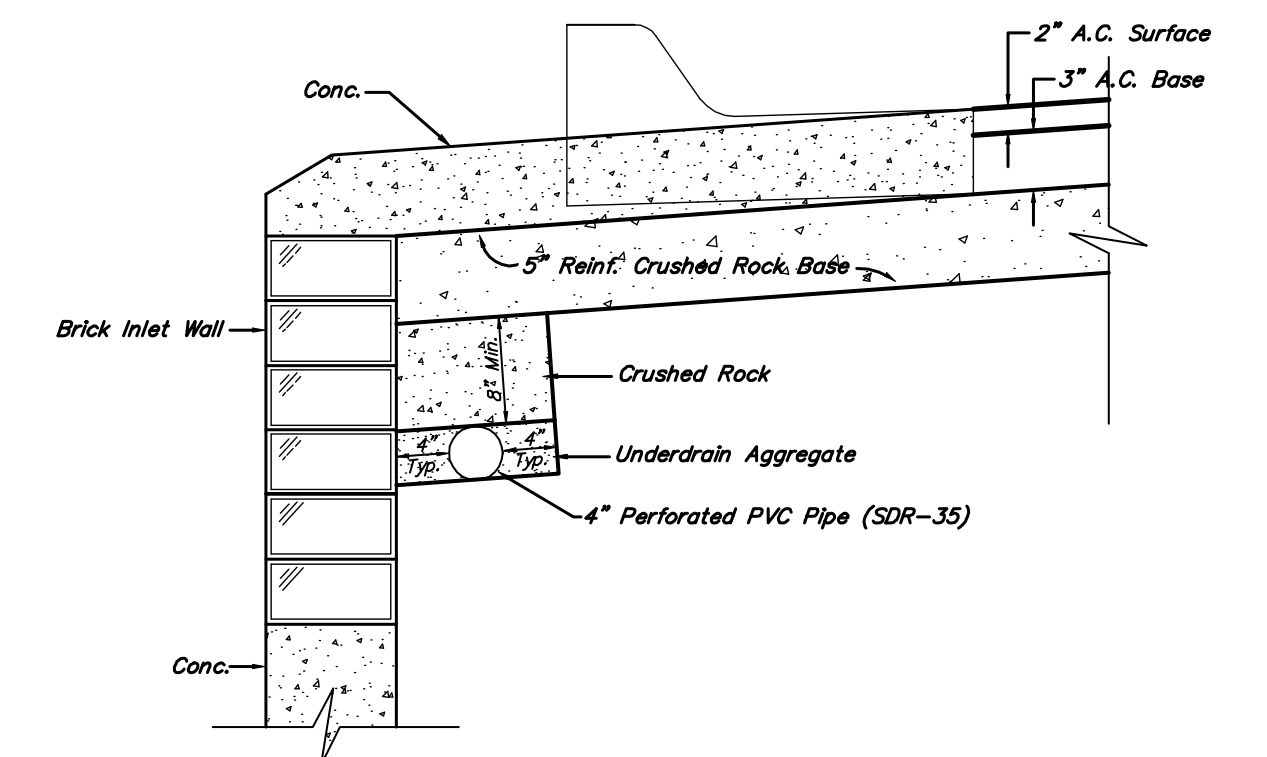 2" A.C. Surface
3" A.C. Base
Conc.
5" Reinf. Crushed Rock Base
Brick Inlet Wall
8" Min.
Crushed Rock
4" Typ.
4" Typ.
Underdrain Aggregate
4" Perforated PVC Pipe (SDR-35)
Conc.